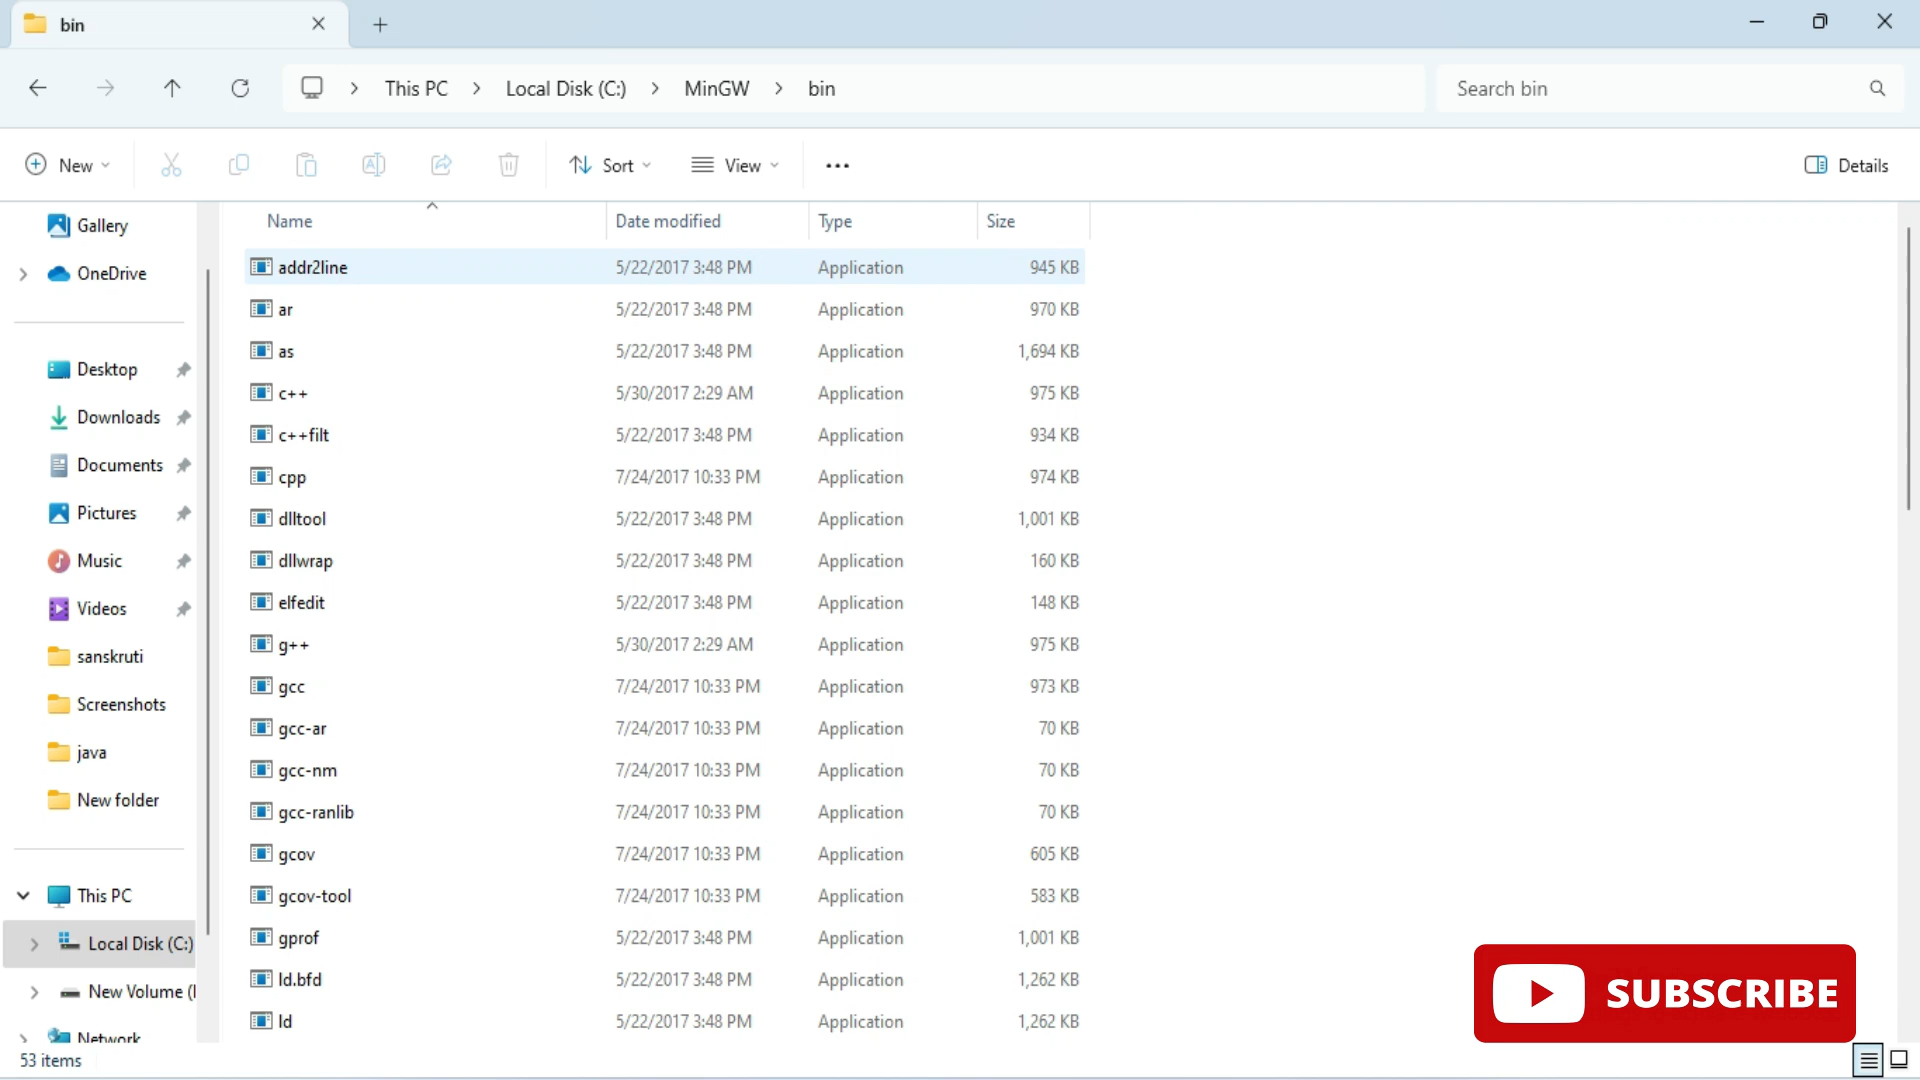 bin
This PC > Local Disk (C:) > MinGW > bin
Search bin
New
Sort
View
Details
Gallery
OneDrive
Desktop
Downloads
Documents
Pictures
Music
Videos
sanskruti
Screenshots
java
New folder
This PC
Local Disk (C:)
New Volume (
Network
Name Date modified Type Size
addr2line 5/22/2017 3:48 PM Application 945 KB
ar 5/22/2017 3:48 PM Application 970 KB
as 5/22/2017 3:48 PM Application 1,694 KB
c++ 5/30/2017 2:29 AM Application 975 KB
c++filt 5/22/2017 3:48 PM Application 934 KB
cpp 7/24/2017 10:33 PM Application 974 KB
dlltool 5/22/2017 3:48 PM Application 1,001 KB
dllwrap 5/22/2017 3:48 PM Application 160 KB
elfedit 5/22/2017 3:48 PM Application 148 KB
g++ 5/30/2017 2:29 AM Application 975 KB
gcc 7/24/2017 10:33 PM Application 973 KB
gcc-ar 7/24/2017 10:33 PM Application 70 KB
gcc-nm 7/24/2017 10:33 PM Application 70 KB
gcc-ranlib 7/24/2017 10:33 PM Application 70 KB
gcov 7/24/2017 10:33 PM Application 605 KB
gcov-tool 7/24/2017 10:33 PM Application 583 KB
gprof 5/22/2017 3:48 PM Application 1,001 KB
ld.bfd 5/22/2017 3:48 PM Application 1,262 KB
ld 5/22/2017 3:48 PM Application 1,262 KB
SUBSCRIBE
53 items